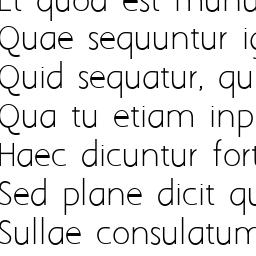 Et quod est munu
Quae sequuntur ig
Quid sequatur, qu
Qua tu etiam inp
Haec dicuntur fort
Sed plane dicit qu
Sullae consulatum